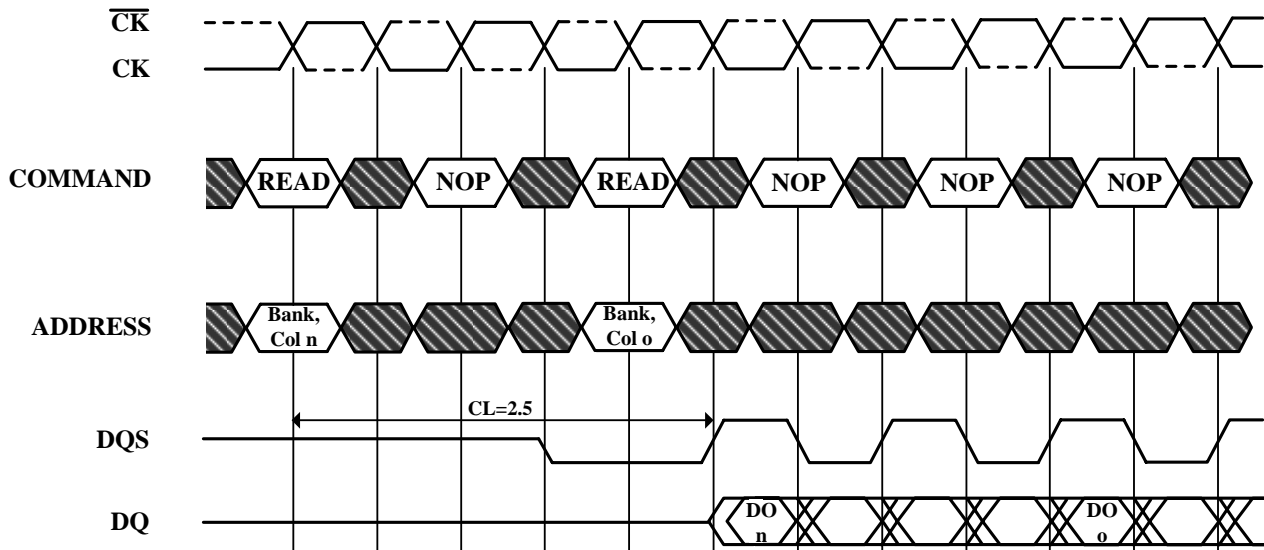 CK
CK
COMMAND READ NOP READ NOP NOP NOP
ADDRESS Bank, Col n Bank, Col o
CL=2.5
DQS
DQ DO n DO o